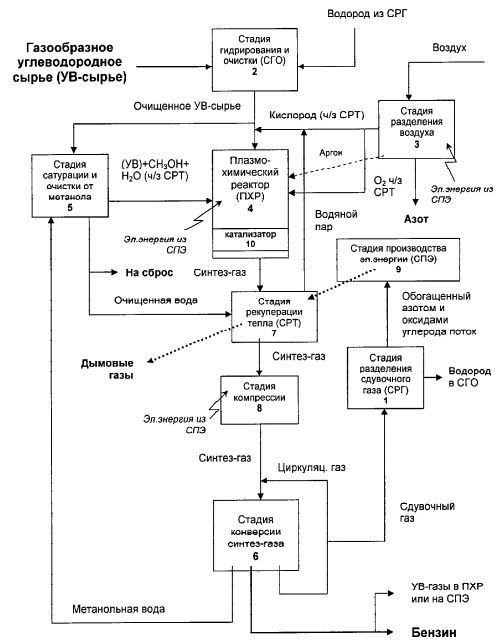 Водород из СРГ
Газообразное
углеводородное
сырье (УВ-сырье)
Стадия
гидрирования и
очистки (СГО)
2
Воздух
Очищенное УВ-сырье
Кислород (ч/з СРТ)
Стадия
разделения
воздуха
3
Стадия
сатурации и
очистки от
метанола
5
(УВ)+CH₃OH+
H₂O (ч/з СРТ)
Плазмо-
химический
реактор
(ПХР)
4
катализатор
10
Аргон
O₂ ч/з
СРТ
Эл.энергия из
СПЭ
Азот
Эл.энергия из
СПЭ
Водяной
пар
Стадия производства
эл.энергии (СПЭ)
9
На сброс
Синтез-газ
Очищенная вода
Стадия
рекуперации
тепла (СРТ)
7
Обогащенный
азотом и
оксидами
углерода поток
Дымовые
газы
Синтез-газ
Стадия
разделения
сдувочного
газа (СРГ)
1
Водород
в СГО
Стадия
компрессии
8
Эл.энергия из
СПЭ
Синтез-газ
Циркуляц. газ
Сдувочный
газ
Стадия
конверсии
синтез-газа
6
УВ-газы в ПХР
или на СПЭ
Метанольная вода
Бензин